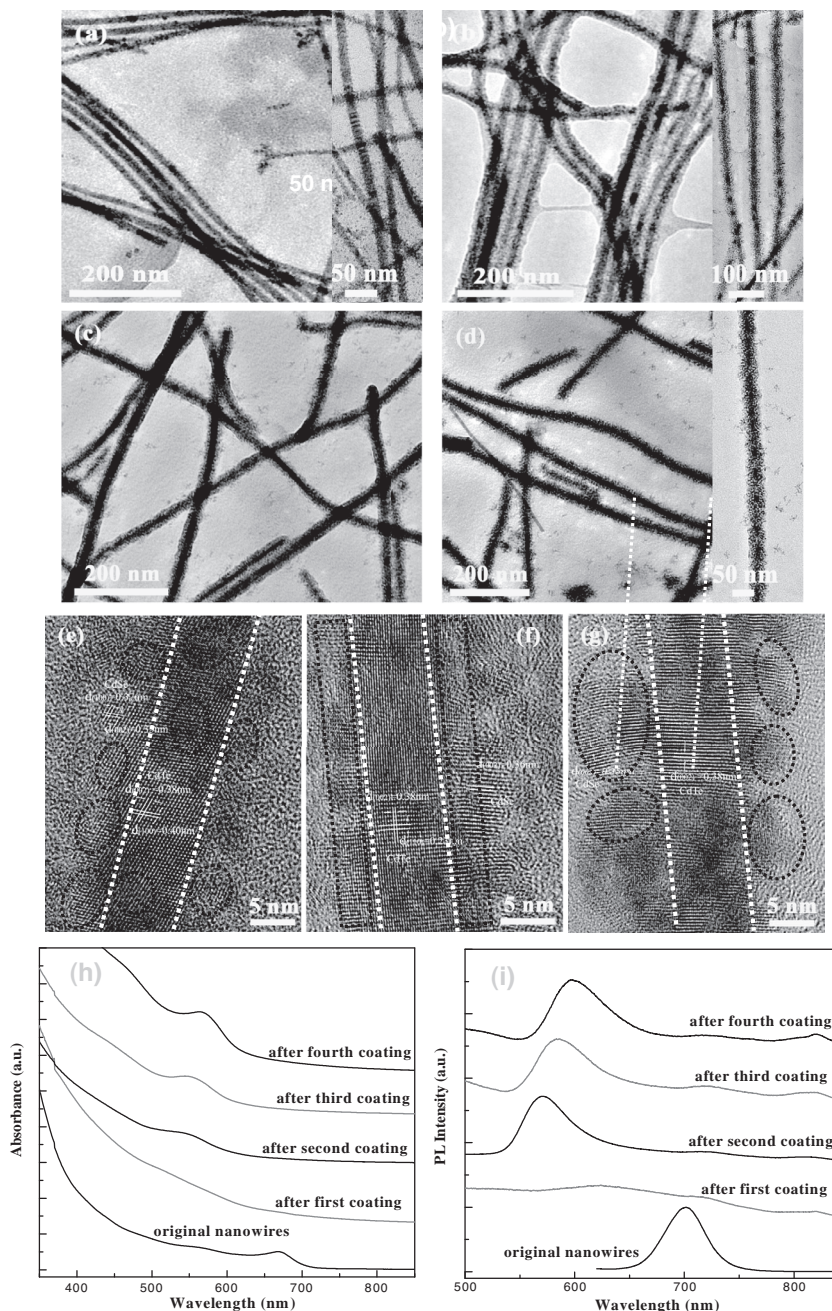 (a)
50 n
200 nm
50 nm
(b)
200 nm
100 nm
(c)
200 nm
(d)
200 nm
50 nm
(e)
CdSe
CdTe
5 nm
(f)
CdSe
CdTe
5 nm
(g)
CdSe
CdTe
5 nm
(h)
Absorbance (a.u.)
after fourth coating
after third coating
after second coating
after first coating
original nanowires
400 500 600 700 800
Wavelength (nm)
(i)
PL Intensity (a.u.)
after fourth coating
after third coating
after second coating
after first coating
original nanowires
500 600 700 800
Wavelength (nm)